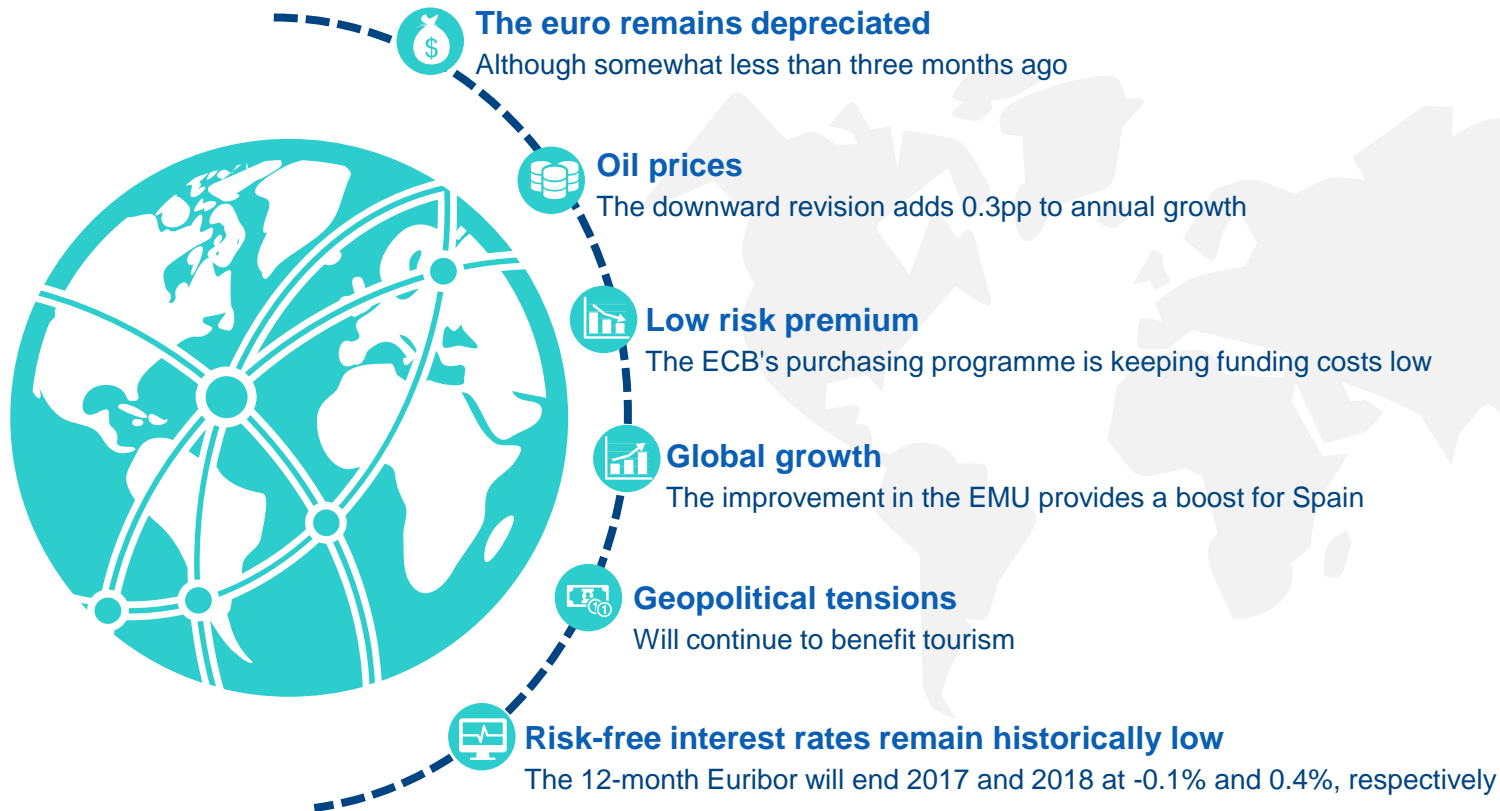 The euro remains depreciated
Although somewhat less than three months ago
$
Oil prices
The downward revision adds 0.3pp to annual growth
Low risk premium
The ECB's purchasing programme is keeping funding costs low
Global growth
The improvement in the EMU provides a boost for Spain
Geopolitical tensions
Will continue to benefit tourism
Risk-free interest rates remain historically low
The 12-month Euribor will end 2017 and 2018 at -0.1% and 0.4%, respectively